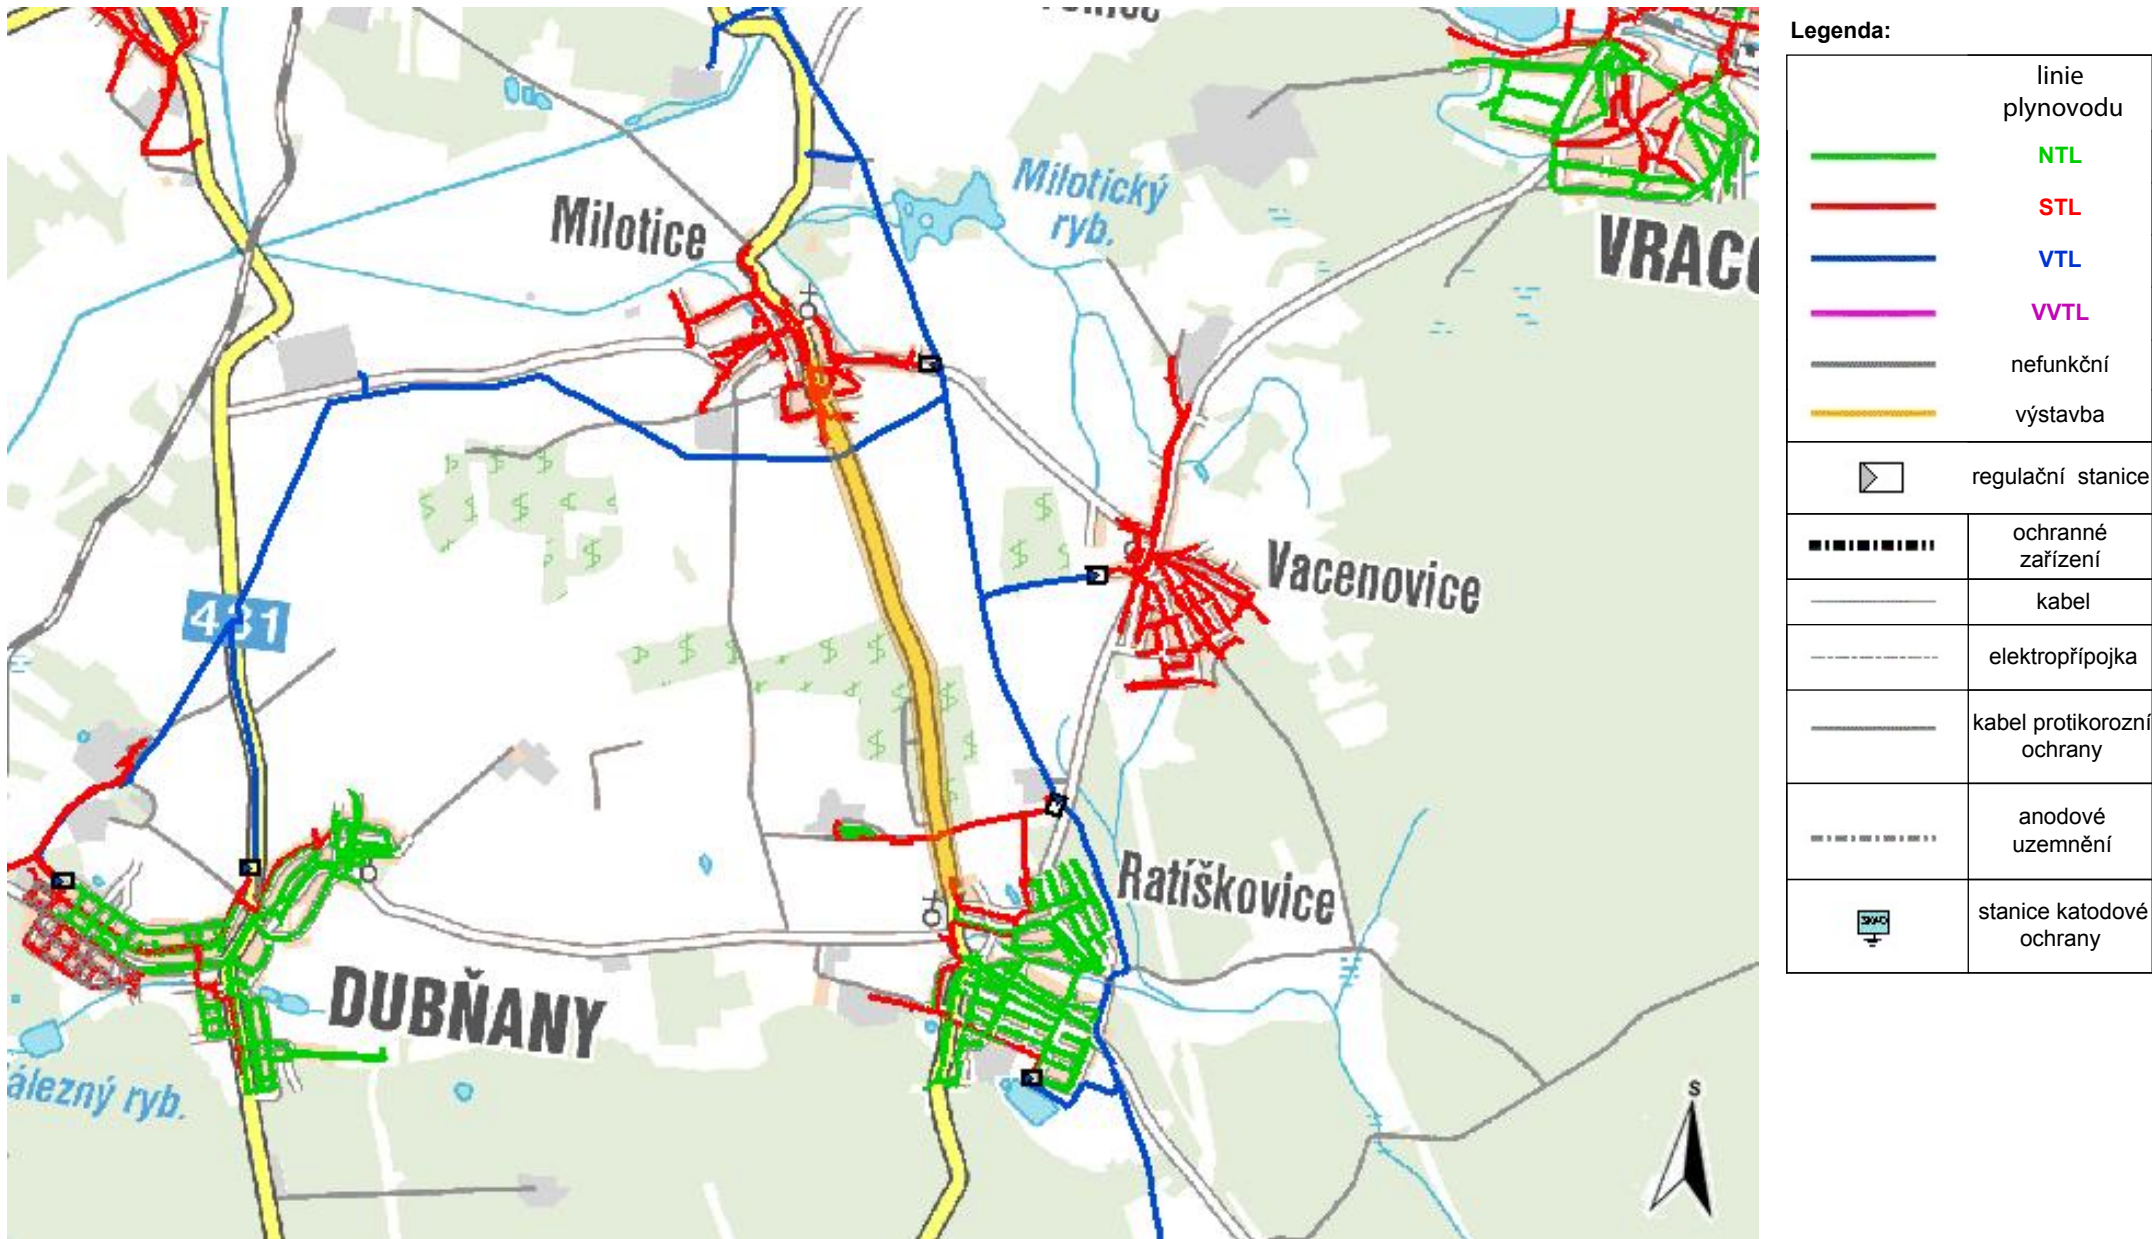 Milotice
Milotický
ryb.
VRACO
431
Vacenovice
Ratíškovice
DUBŇANY
álezný ryb.
S
Legenda:
linie
plynovodu
NTL
STL
VTL
VVTL
nefunkční
výstavba
regulační stanice
ochranné
zařízení
kabel
elektropřípojka
kabel protikorozní
ochrany
anodové
uzemnění
stanice katodové
ochrany